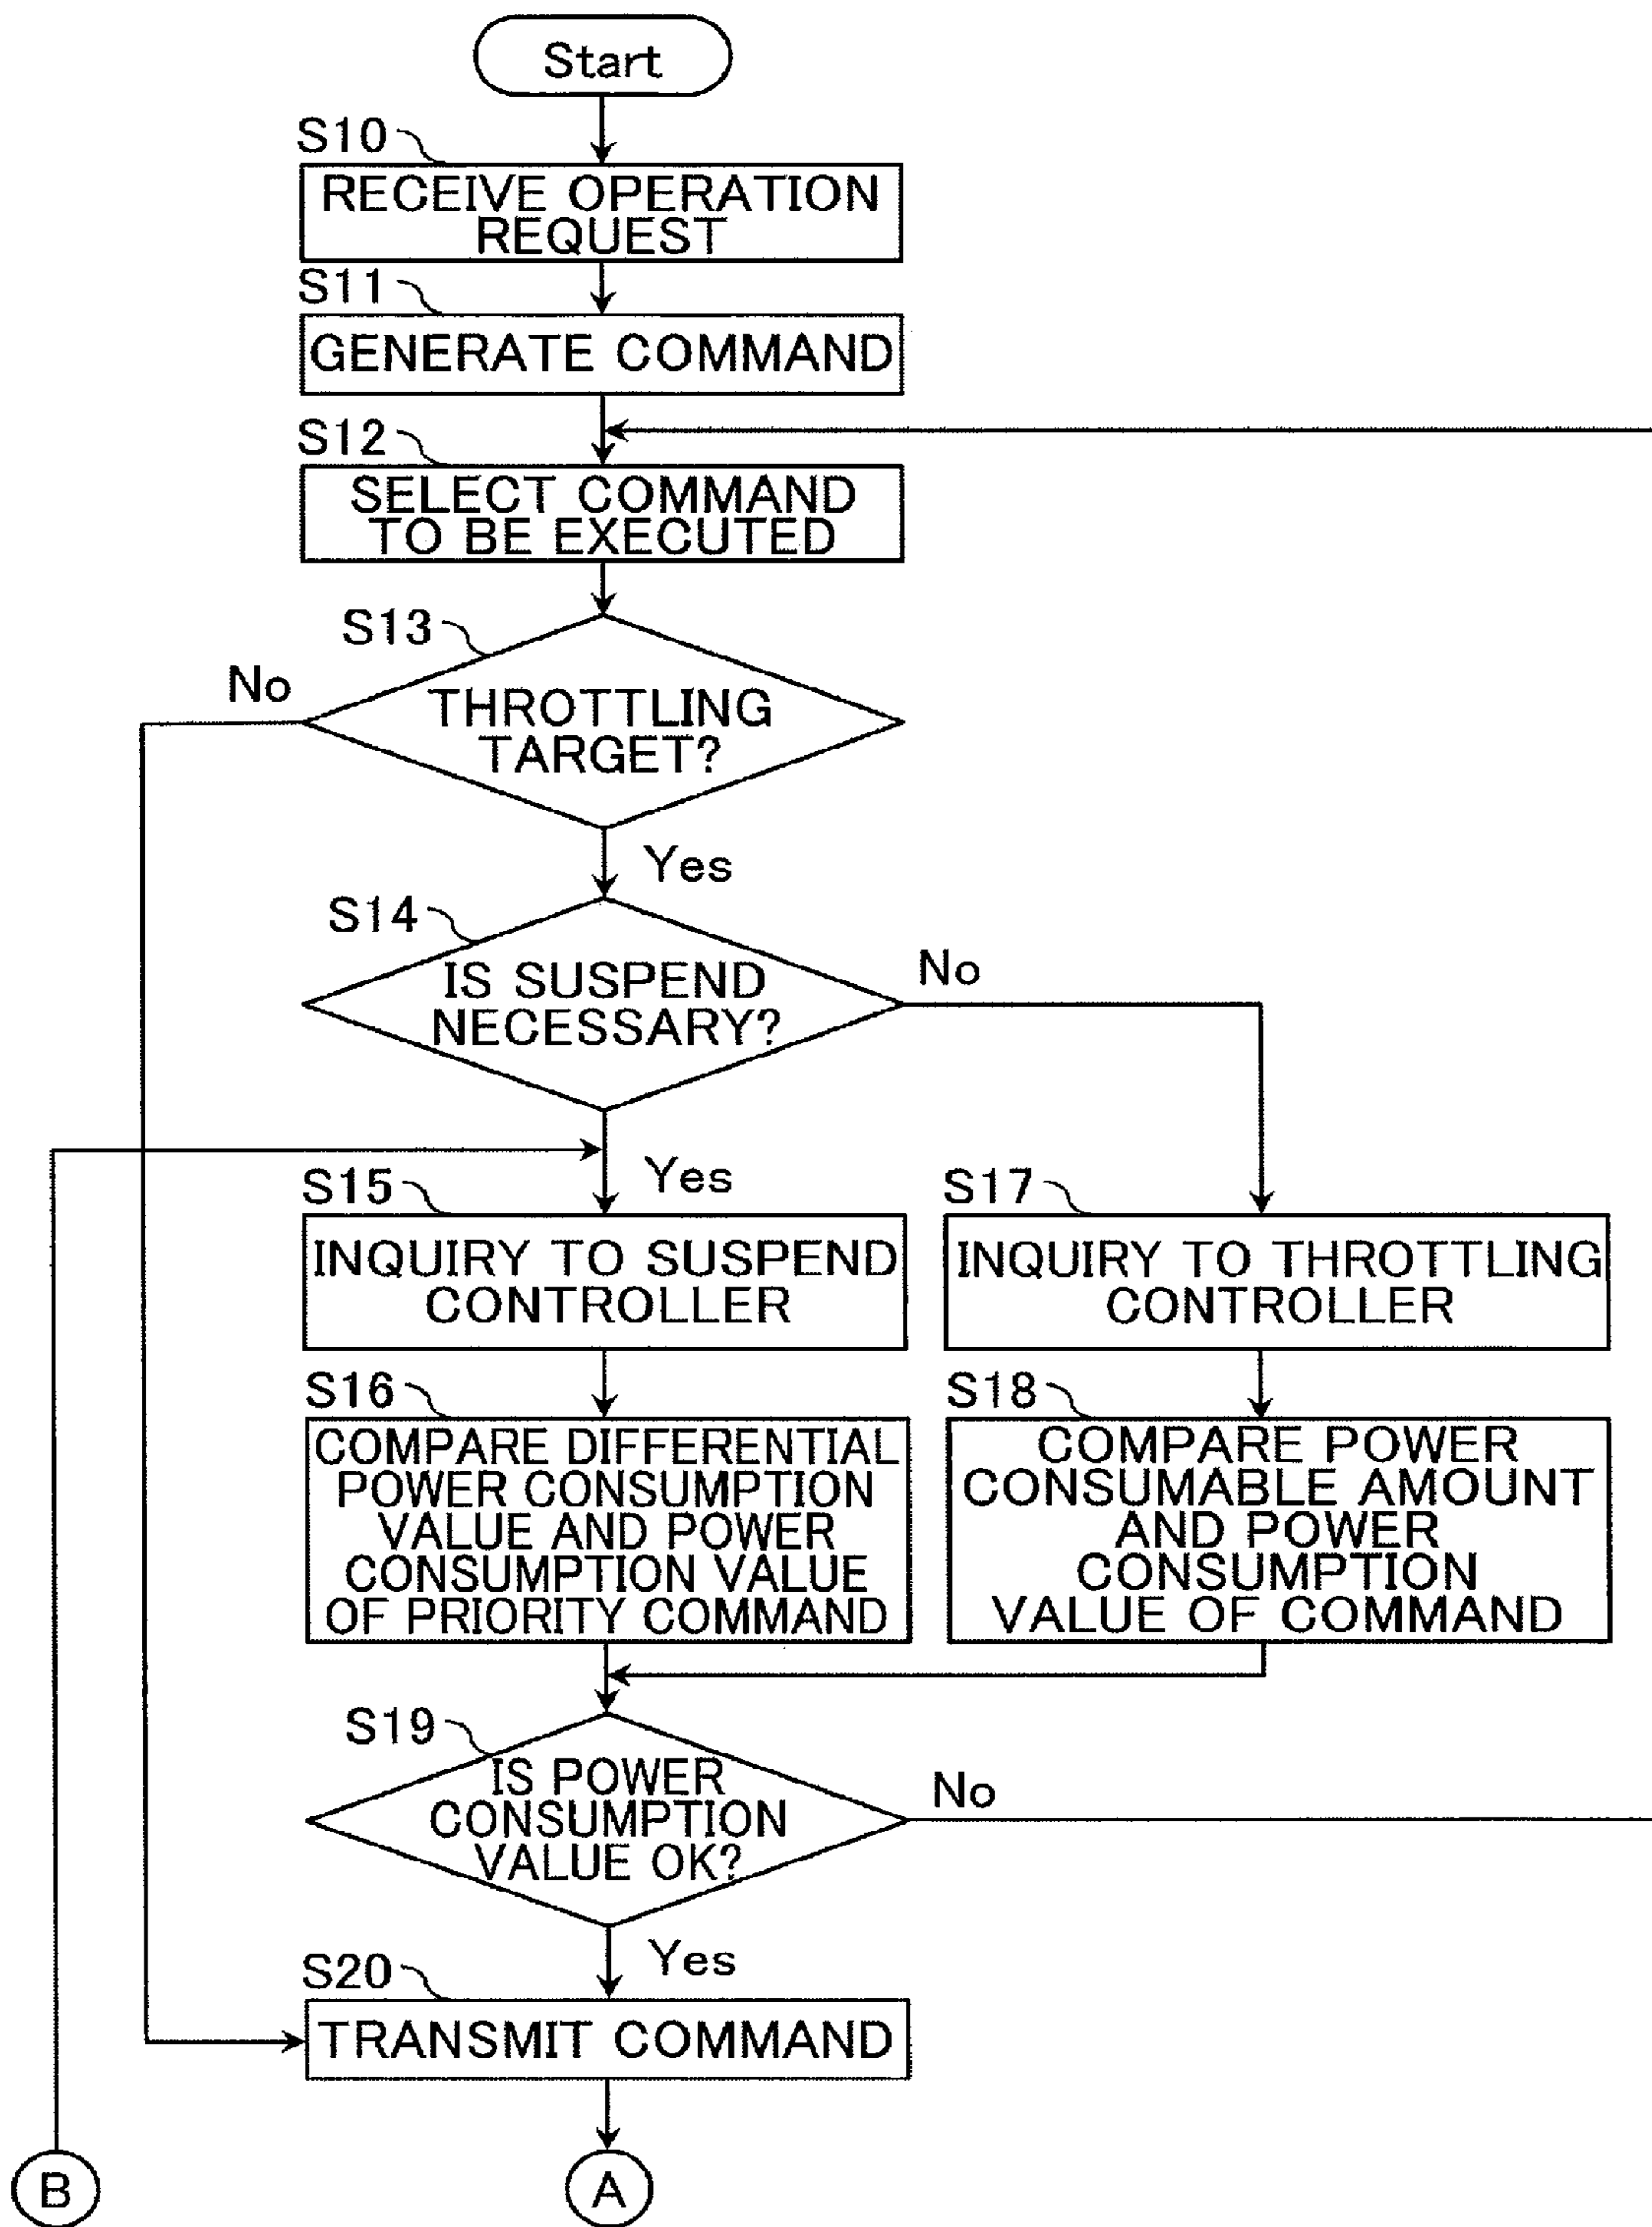 Start
S10
RECEIVE OPERATION
REQUEST
S11
GENERATE COMMAND
S12
SELECT COMMAND
TO BE EXECUTED
S13
No
THROTTLING
TARGET?
Yes
S14
IS SUSPEND
NECESSARY?
No
Yes
S15
INQUIRY TO SUSPEND
CONTROLLER
S17
INQUIRY TO THROTTLING
CONTROLLER
S16
COMPARE DIFFERENTIAL
POWER CONSUMPTION
VALUE AND POWER
CONSUMPTION VALUE
OF PRIORITY COMMAND
S18
COMPARE POWER
CONSUMABLE AMOUNT
AND POWER
CONSUMPTION
VALUE OF COMMAND
S19
IS POWER
CONSUMPTION
VALUE OK?
No
Yes
S20
TRANSMIT COMMAND
B
A